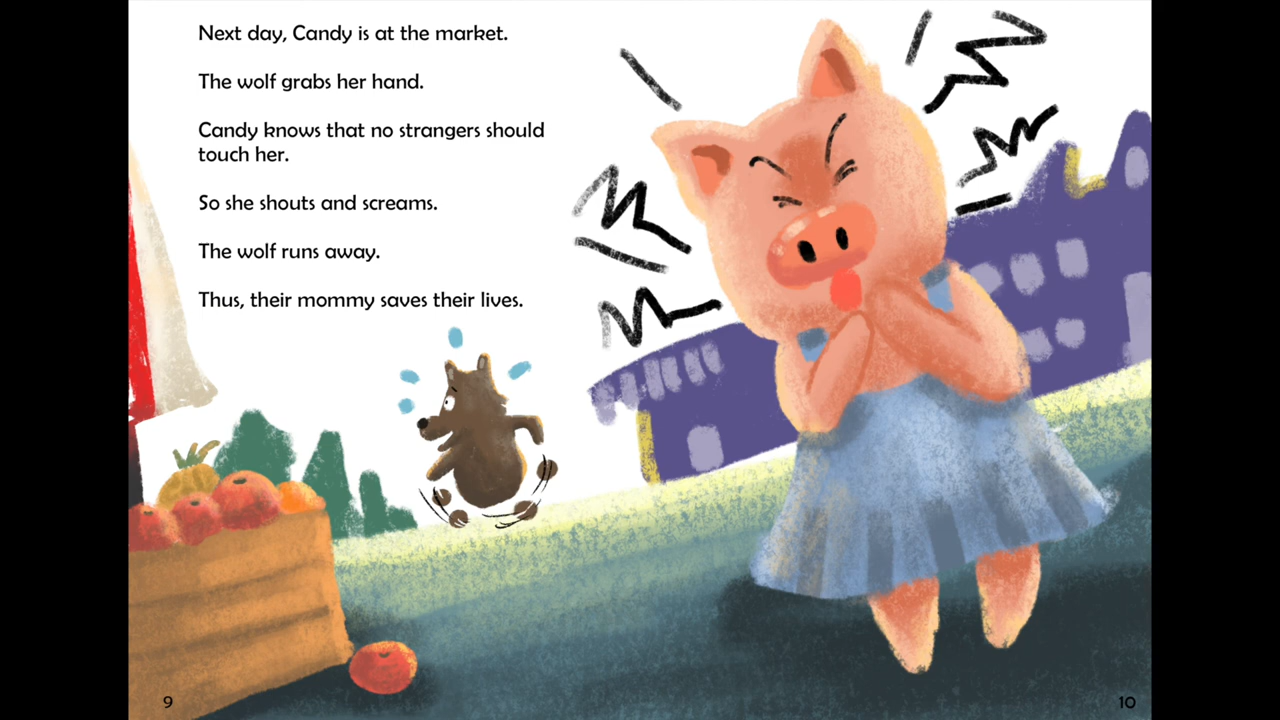 Next day, Candy is at the market.
The wolf grabs her hand.
Candy knows that no strangers should
touch her.
So she shouts and screams.
The wolf runs away.
Thus, their mommy saves their lives.
9
10